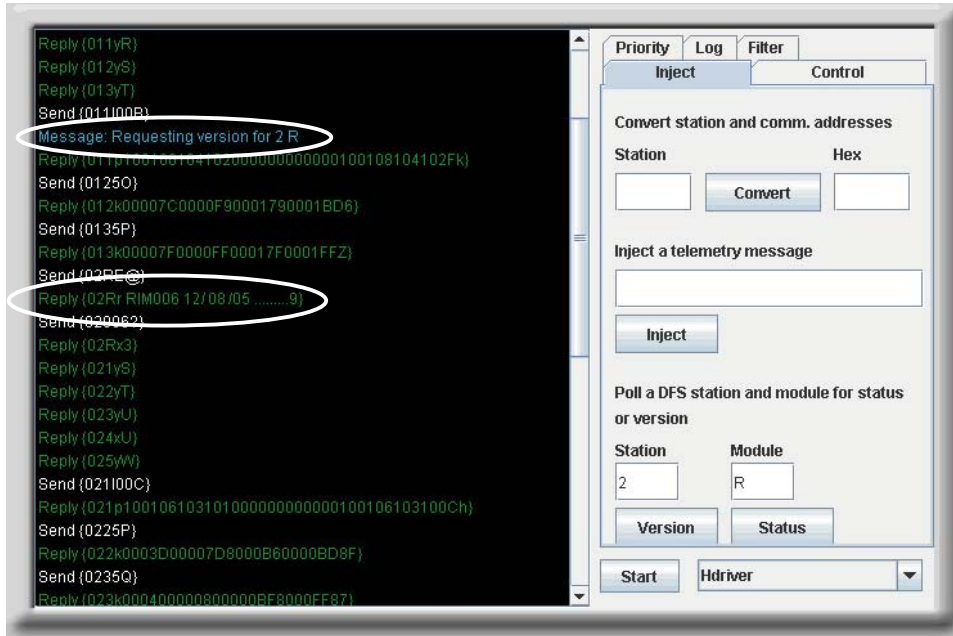 Reply {011yR}
Reply {012yS}
Reply {013yT}
Send {011I00B}
Message: Requesting version for 2 R
Reply {011p1001001041020000000000000100108104102Fk}
Send {0125O}
Reply {012k00007C0000F90001790001BD6}
Send {0135P}
Reply {013k00007F0000FF00017F0001FFZ}
Send {02RE@}
Reply {02Rr RIM006 12/08/05 .........9}
Send {020062}
Reply {02Rx3}
Reply {021yS}
Reply {022yT}
Reply {023yU}
Reply {024xU}
Reply {025yW}
Send {021I00C}
Reply {021p1001061031010000000000000100106103100Ch}
Send {0225P}
Reply {022k0003D00007D8000B60000BD8F}
Send {0235Q}
Reply {023k000400000800000BF8000FF87}
Priority Log Filter
Inject Control
Convert station and comm. addresses
Station Hex
Convert
Inject a telemetry message
Inject
Poll a DFS station and module for status
or version
Station Module
2 R
Version Status
Start Hdriver